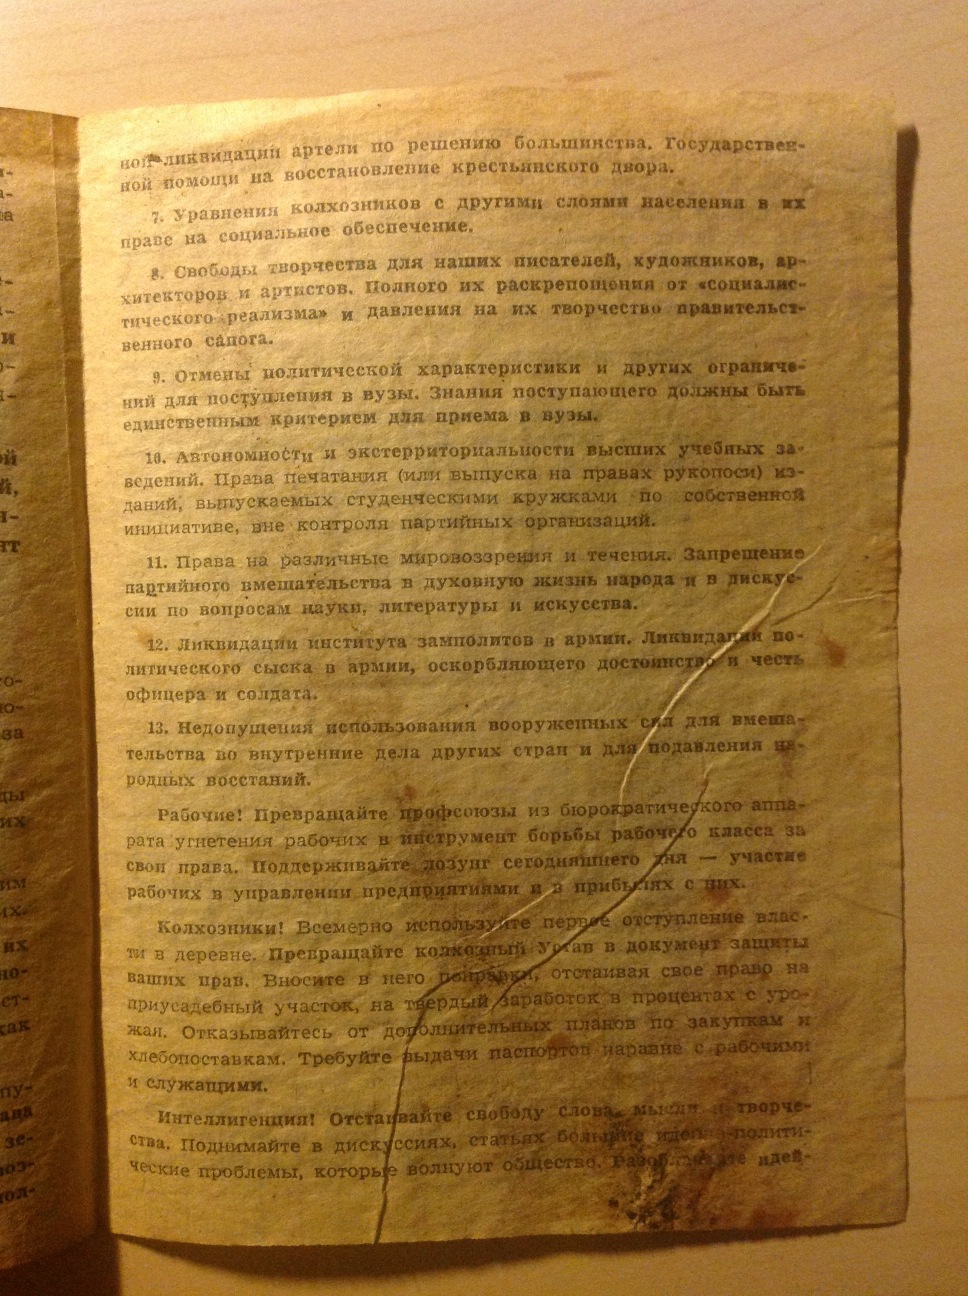 ной ликвидации артели по решению большинства. Государствен-
ной помощи на восстановление крестьянского двора.
7. Уравнения колхозников с другими слоями населения в их
праве на социальное обеспечение.
8. Свободы творчества для наших писателей, художников, ар-
хитекторов и артистов. Полного их раскрепощения от «социалис-
тического реализма» и давления на их творчество правительст-
венного сапога.
9. Отмены политической характеристики и других ограниче-
ний для поступления в вузы. Знания поступающего должны быть
единственным критерием для приема в вузы.
10. Автономности и экстерриториальности высших учебных за-
ведений. Права печатания (или выпуска на правах рукописи) из-
даний, выпускаемых студенческими кружками по собственной
инициативе, вне контроля партийных организаций.
11. Права на различные мировоззрения и течения. Запрещение
партийного вмешательства в духовную жизнь народа и в дискус-
сии по вопросам науки, литературы и искусства.
12. Ликвидации института замполитов в армии. Ликвидации по-
литического сыска в армии, оскорбляющего достоинство и честь
офицера и солдата.
13. Недопущения использования вооруженных сил для вмеша-
тельства во внутренние дела других стран и для подавления на-
родных восстаний.
Рабочие! Превращайте профсоюзы из бюрократического аппа-
рата угнетения рабочих в инструмент борьбы рабочего класса за
свои права. Поддерживайте лозунг сегодняшнего дня — участие
рабочих в управлении предприятиями и в прибылях с них.
Колхозники! Всемерно используйте первое отступление влас-
ти в деревне. Превращайте колхозный Устав в документ защиты
ваших прав. Вносите в него поправки, отстаивая свое право на
приусадебный участок, на твердый заработок в процентах с уро-
жая. Отказывайтесь от дополнительных планов по закупкам и
хлебопоставкам. Требуйте выдачи паспортов наравне с рабочими
и служащими.
Интеллигенция! Отстаивайте свободу слова, мысли и творче-
ства. Поднимайте в дискуссиях, статьях большие идейно-полити-
ческие проблемы, которые волнуют общество. Разоблачайте идей-